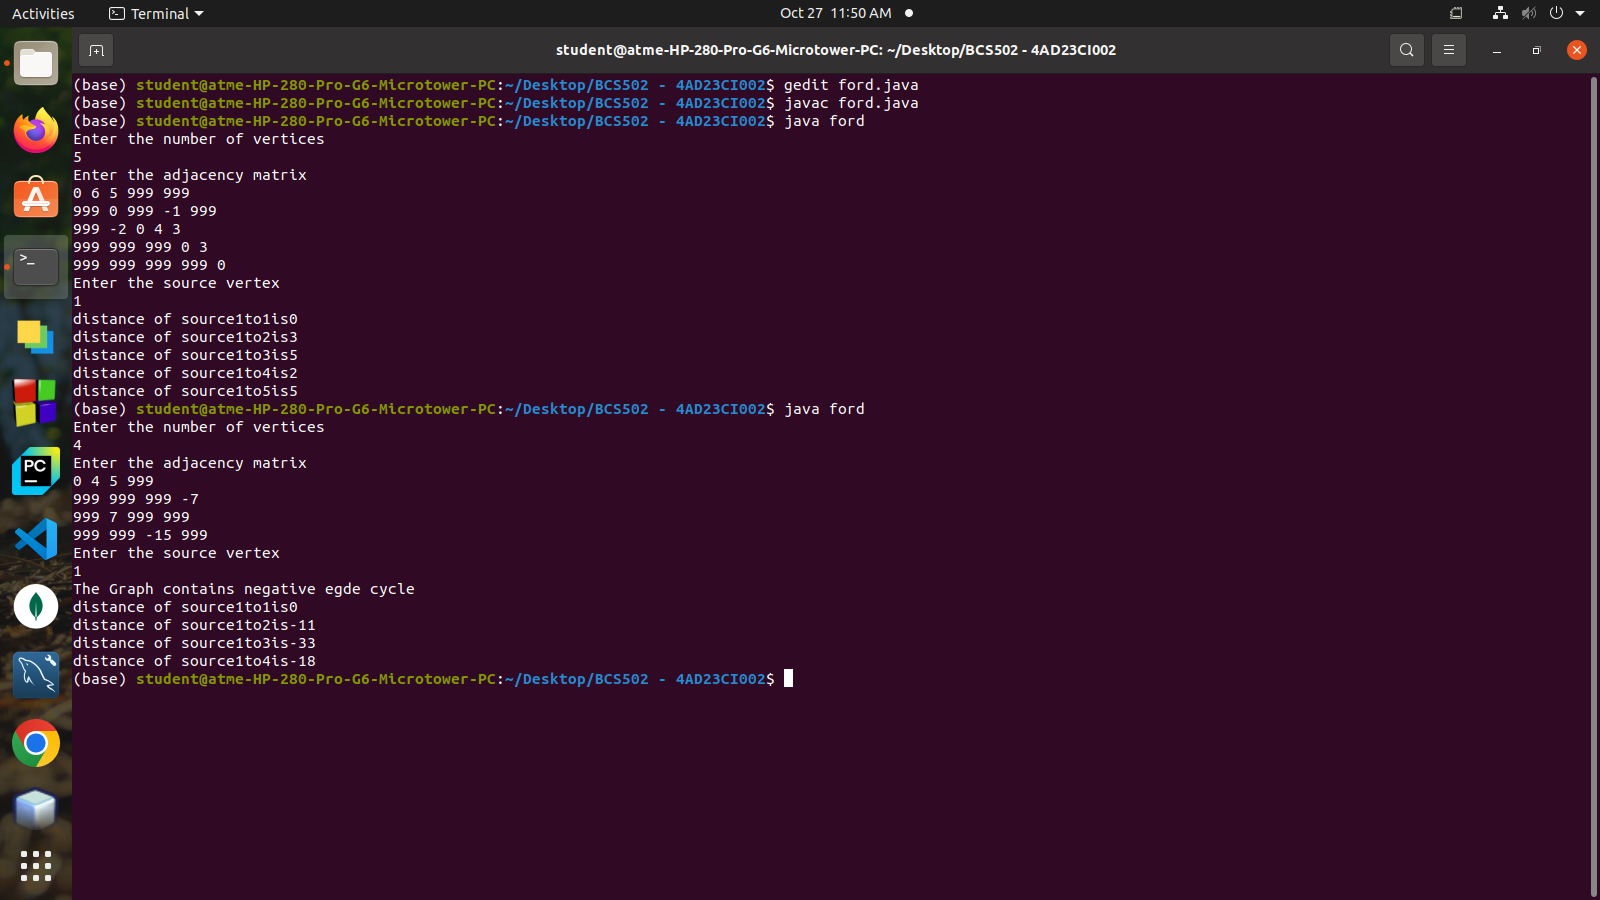 Activities Terminal Oct 27 11:50 AM
student@atme-HP-280-Pro-G6-Microtower-PC: ~/Desktop/BCS502 - 4AD23CI002
(base) student@atme-HP-280-Pro-G6-Microtower-PC:~/Desktop/BCS502 - 4AD23CI002$ gedit ford.java
(base) student@atme-HP-280-Pro-G6-Microtower-PC:~/Desktop/BCS502 - 4AD23CI002$ javac ford.java
(base) student@atme-HP-280-Pro-G6-Microtower-PC:~/Desktop/BCS502 - 4AD23CI002$ java ford
Enter the number of vertices
5
Enter the adjacency matrix
0 6 5 999 999
999 0 999 -1 999
999 -2 0 4 3
999 999 999 0 3
999 999 999 999 0
Enter the source vertex
1
distance of source1to1is0
distance of source1to2is3
distance of source1to3is5
distance of source1to4is2
distance of source1to5is5
(base) student@atme-HP-280-Pro-G6-Microtower-PC:~/Desktop/BCS502 - 4AD23CI002$ java ford
Enter the number of vertices
4
Enter the adjacency matrix
0 4 5 999
999 999 999 -7
999 7 999 999
999 999 -15 999
Enter the source vertex
1
The Graph contains negative egde cycle
distance of source1to1is0
distance of source1to2is-11
distance of source1to3is-33
distance of source1to4is-18
(base) student@atme-HP-280-Pro-G6-Microtower-PC:~/Desktop/BCS502 - 4AD23CI002$
PC